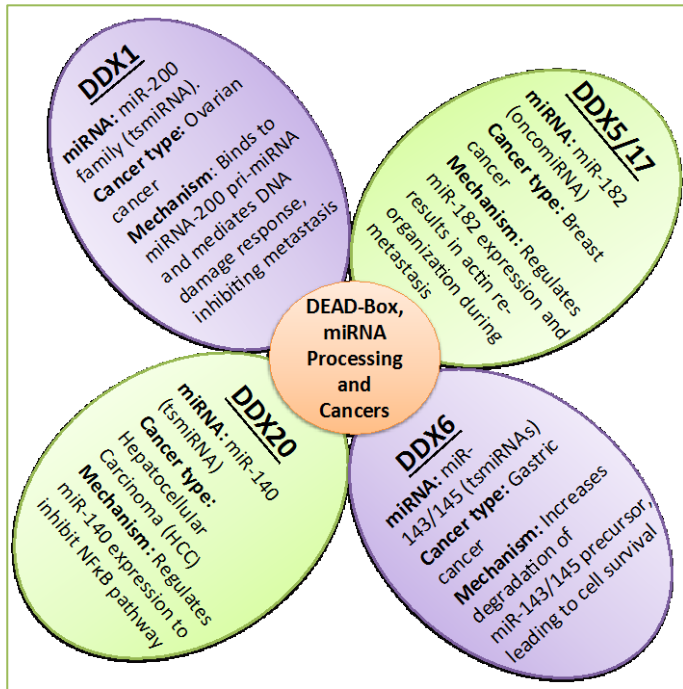 DDX1
miRNA: miR-200
family (tsmiRNA).
Cancer type: Ovarian
cancer
Mechanism: Binds to
miRNA-200 pri-miRNA
and mediates DNA
damage response,
inhibiting metastasis
DDX5/17
miRNA: miR-182
(oncomiRNA)
Cancer type: Breast
cancer
Mechanism: Regulates
miR-182 expression and
results in actin re-
organization during
metastasis
DEAD-Box,
miRNA
Processing
and
Cancers
DDX20
miRNA: miR-140
(tsmiRNA)
Cancer type:
Hepatocellular
Carcinoma (HCC)
Mechanism: Regulates
miR-140 expression to
inhibit NFκB pathway
DDX6
miRNA: miR-
143/145 (tsmiRNAs)
Cancer type: Gastric
cancer
Mechanism: Increases
degradation of
miR-143/145 precursor,
leading to cell survival